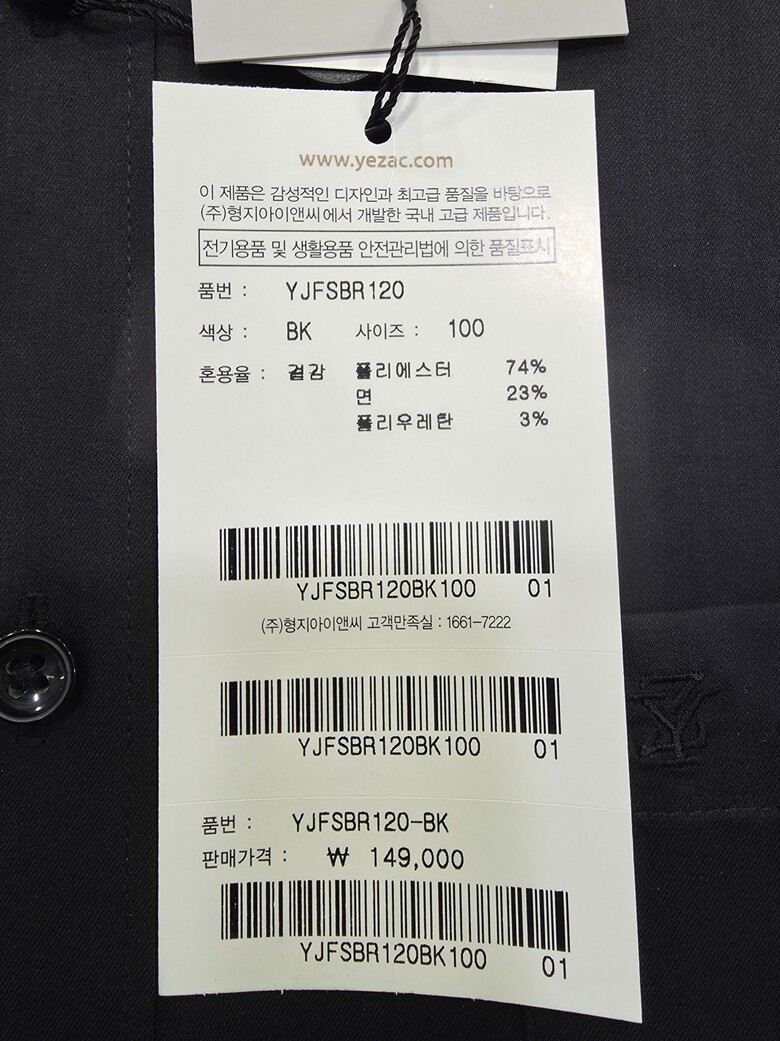 www.yezac.com
이 제품은 감성적인 디자인과 최고급 품질을 바탕으로
(주)형지아이앤씨에서 개발한 국내 고급 제품입니다.
전기용품 및 생활용품 안전관리법에 의한 품질표시
품번 : YJFSBR120
색상 : BK 사이즈 : 100
혼용율 : 겉감 폴리에스터 74%
면 23%
폴리우레탄 3%
YJFSBR120BK100 01
(주)형지아이앤씨 고객만족실 : 1661-7222
YJFSBR120BK100 01
품번 : YJFSBR120-BK
판매가격 : ₩ 149,000
YJFSBR120BK100 01